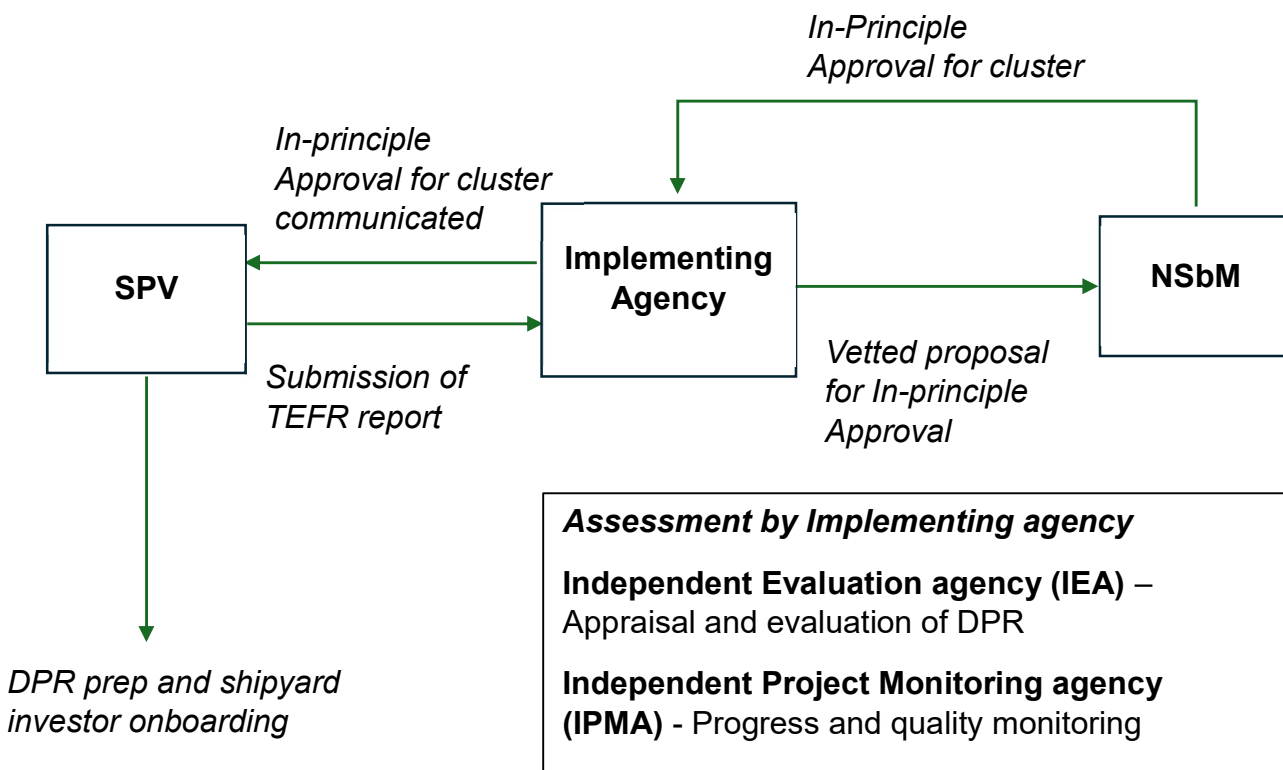 In-Principle
Approval for cluster
In-principle
Approval for cluster
communicated
SPV
Implementing
Agency
NSbM
Submission of
TEFR report
Vetted proposal
for In-principle
Approval
DPR prep and shipyard
investor onboarding
Assessment by Implementing agency
Independent Evaluation agency (IEA) –
Appraisal and evaluation of DPR
Independent Project Monitoring agency
(IPMA) - Progress and quality monitoring